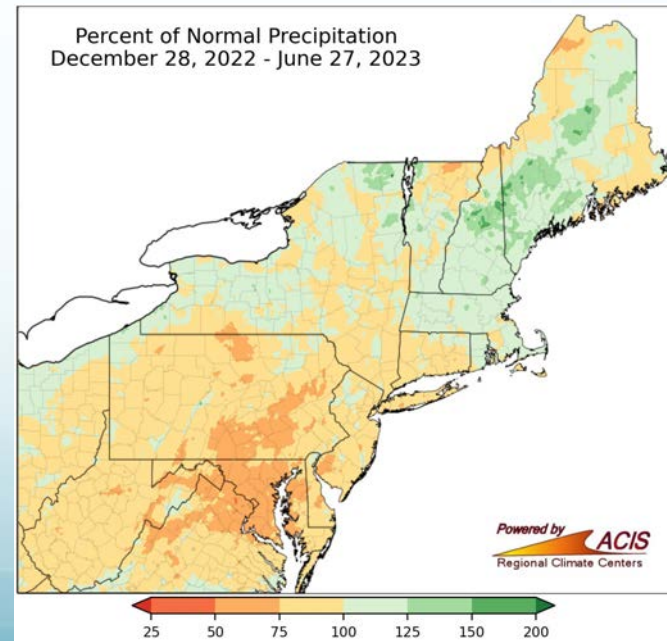 Percent of Normal Precipitation
December 28, 2022 - June 27, 2023
Powered by ACIS
Regional Climate Centers
25 50 75 100 125 150 200